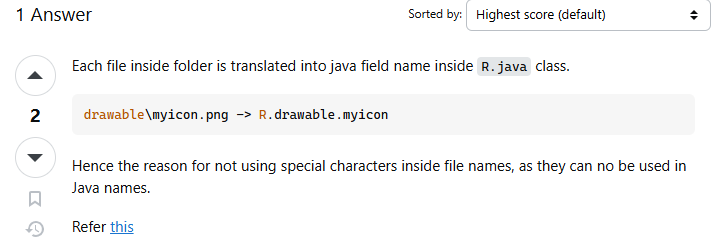 1 Answer
Sorted by: Highest score (default)
Each file inside folder is translated into java field name inside R.java class.
2
drawable\myicon.png -> R.drawable.myicon
Hence the reason for not using special characters inside file names, as they can no be used in
Java names.
Refer this